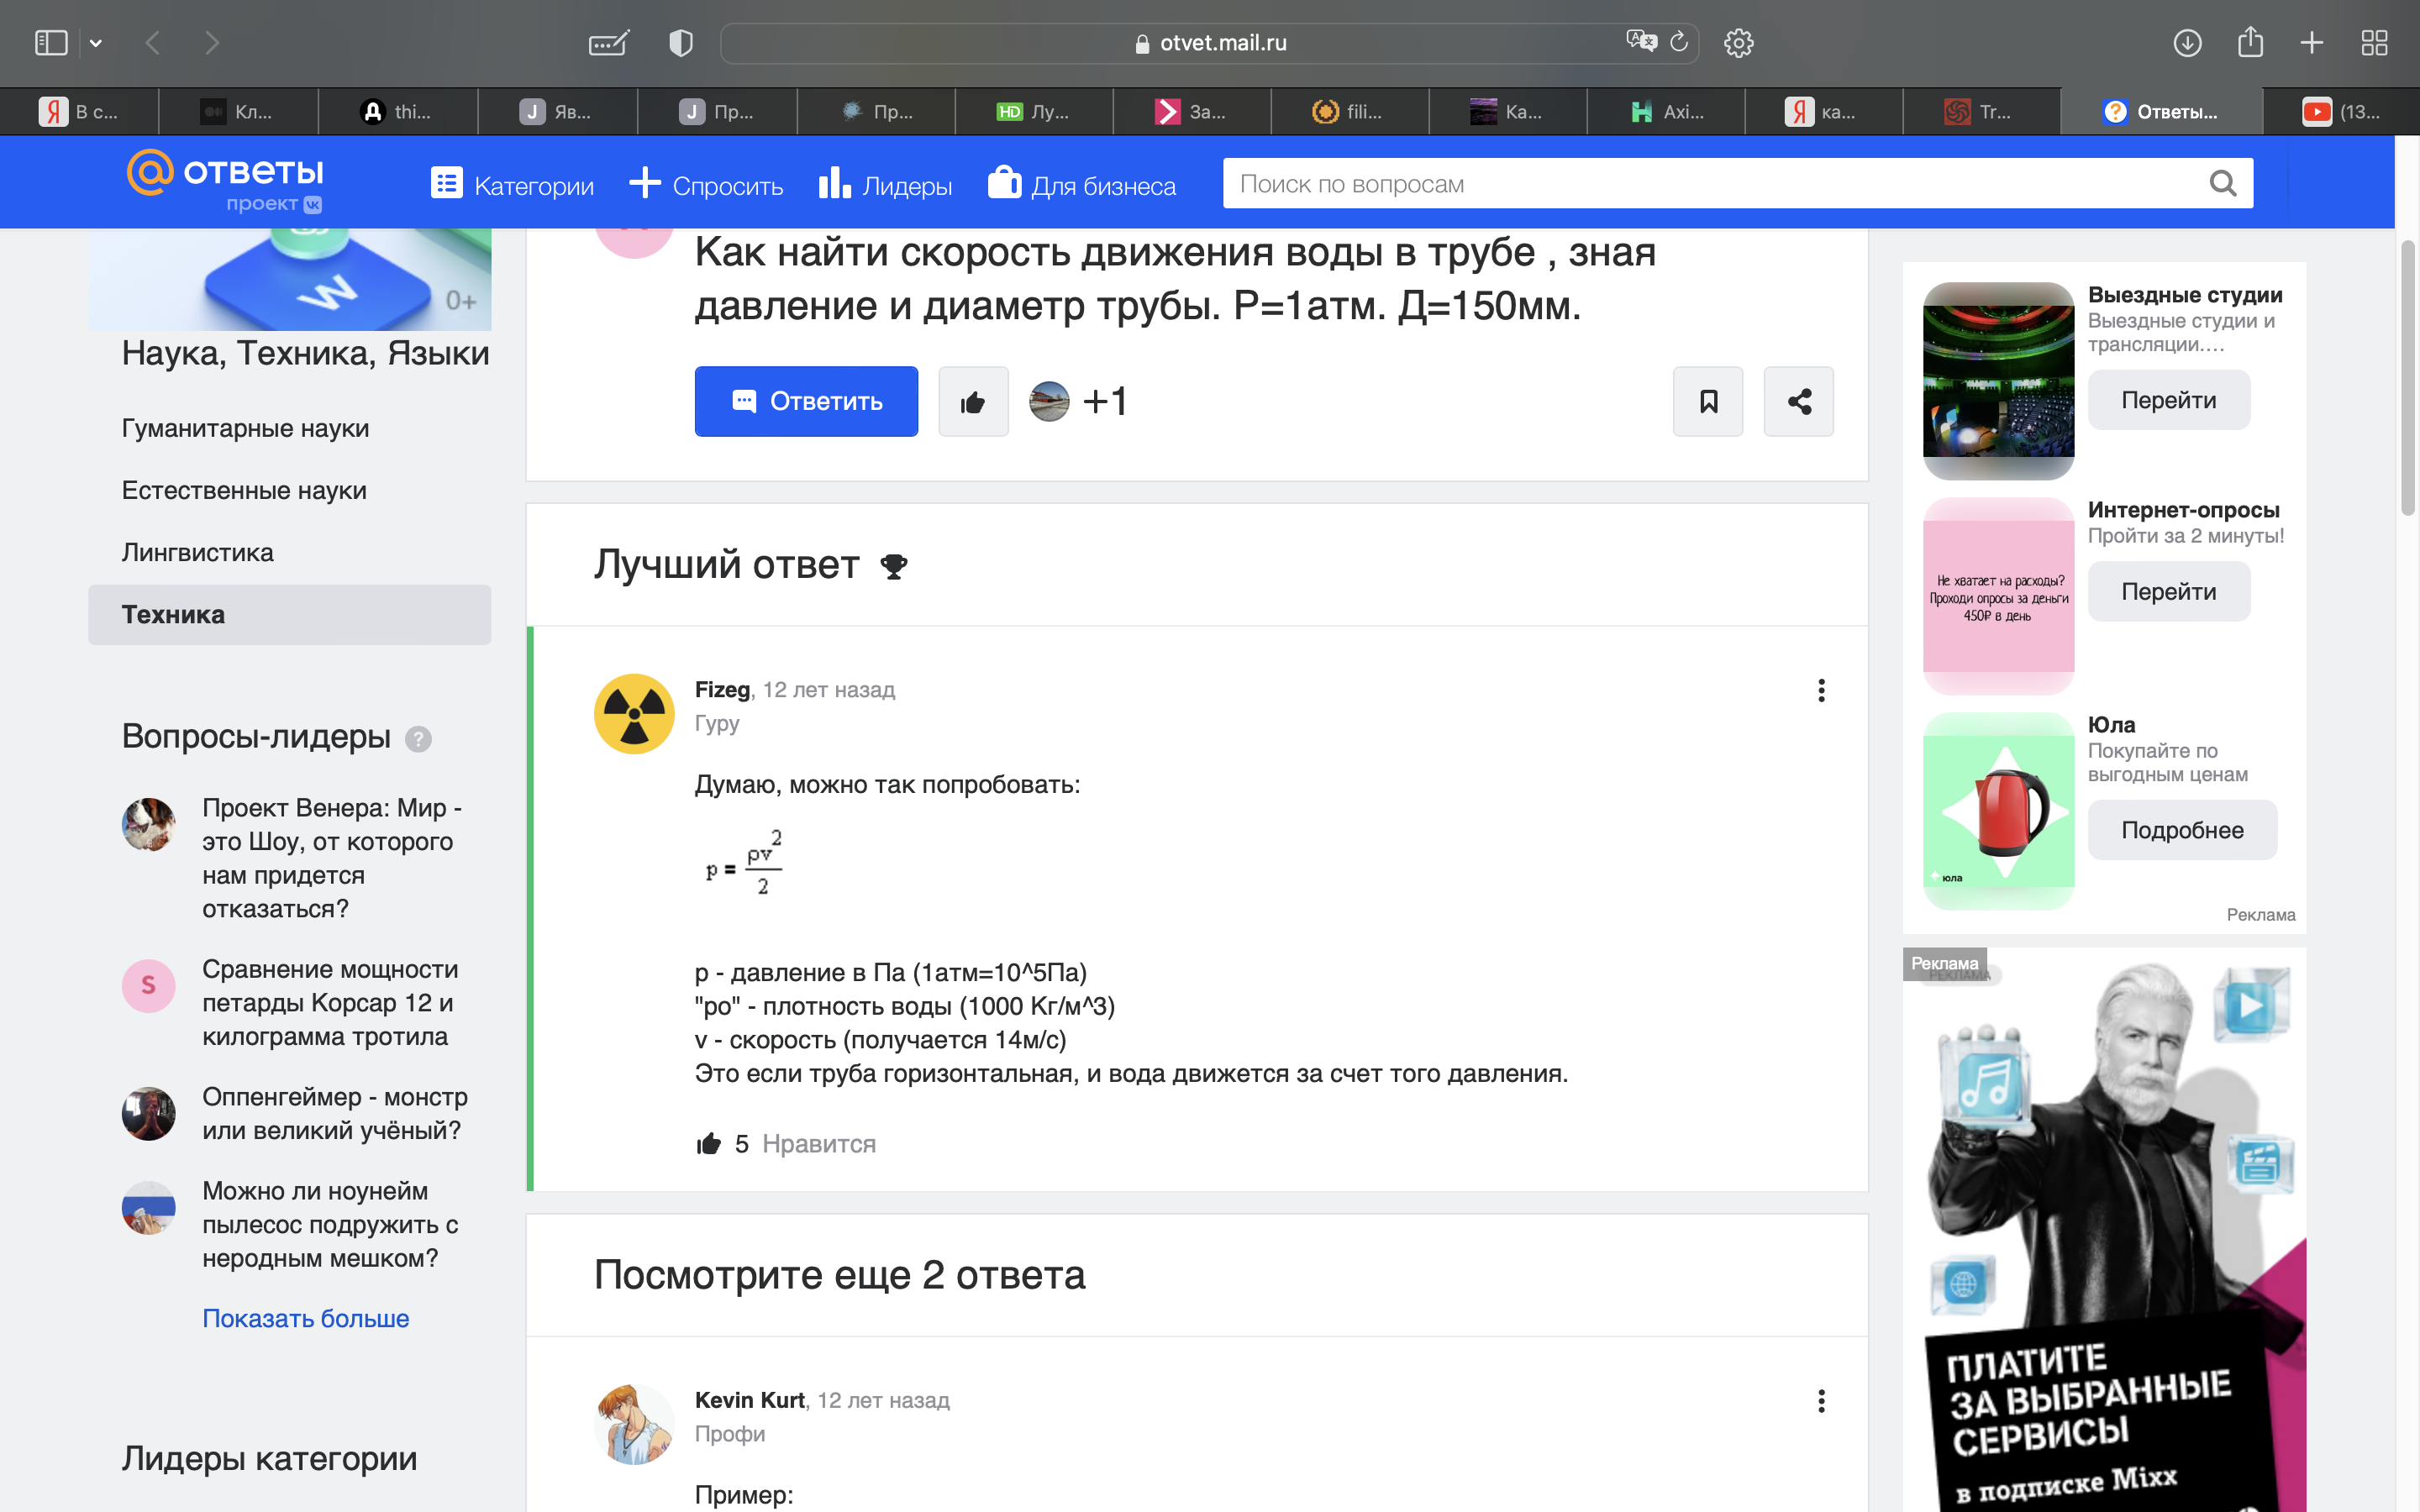 otvet.mail.ru
В с...
Кл...
thi...
Яв...
Пр...
Пр...
HD Лу...
За...
fili...
Ка...
Axi...
ка...
Tr...
Ответы...
(13...
ответы
проект
Категории
Спросить
Лидеры
Для бизнеса
Поиск по вопросам
W
0+
Наука, Техника, Языки
Гуманитарные науки
Естественные науки
Лингвистика
Техника
Вопросы-лидеры ?
Проект Венера: Мир -
это Шоу, от которого
нам придется
отказаться?
S
Сравнение мощности
петарды Корсар 12 и
килограмма тротила
Оппенгеймер - монстр
или великий учёный?
Можно ли ноунейм
пылесос подружить с
неродным мешком?
Показать больше
Лидеры категории
Как найти скорость движения воды в трубе , зная
давление и диаметр трубы. Р=1атм. Д=150мм.
Ответить
+1
Лучший ответ
Fizeg, 12 лет назад
Гуру
Думаю, можно так попробовать:
p = ρv² / 2
р - давление в Па (1атм=10^5Па)
"ро" - плотность воды (1000 Кг/м^3)
v - скорость (получается 14м/с)
Это если труба горизонтальная, и вода движется за счет того давления.
5 Нравится
Посмотрите еще 2 ответа
Kevin Kurt, 12 лет назад
Профи
Пример:
Выездные студии
Выездные студии и
трансляции....
Перейти
Не хватает на расходы?
Проходи опросы за деньги
450₽ в день
Интернет-опросы
Пройти за 2 минуты!
Перейти
юла
Юла
Покупайте по
выгодным ценам
Подробнее
Реклама
Реклама
РЕКЛАМА
ПЛАТИТЕ
ЗА ВЫБРАННЫЕ
СЕРВИСЫ
в подписке Mixx